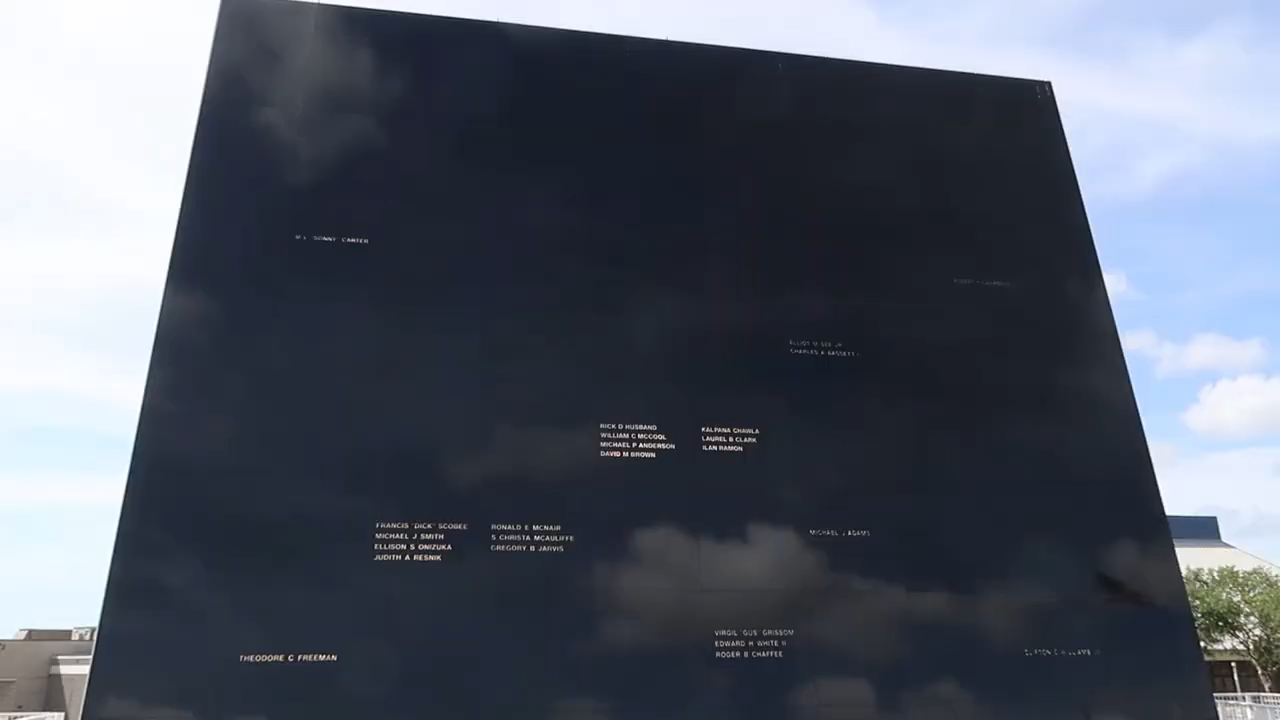 "SONNY" CARTER
ELLIOT M SEE JR
CHARLES A BASSETT
RICK D HUSBAND
WILLIAM C MCCOOL
MICHAEL P ANDERSON
DAVID M BROWN
KALPANA CHAWLA
LAUREL B CLARK
ILAN RAMON
FRANCIS "DICK" SCOBEE
MICHAEL J SMITH
ELLISON S ONIZUKA
JUDITH A RESNIK
RONALD E MCNAIR
S CHRISTA MCAULIFFE
GREGORY B JARVIS
MICHAEL J ADAMS
VIRGIL "GUS" GRISSOM
EDWARD H WHITE II
ROGER B CHAFFEE
THEODORE C FREEMAN
CLIFTON C WILLIAMS JR